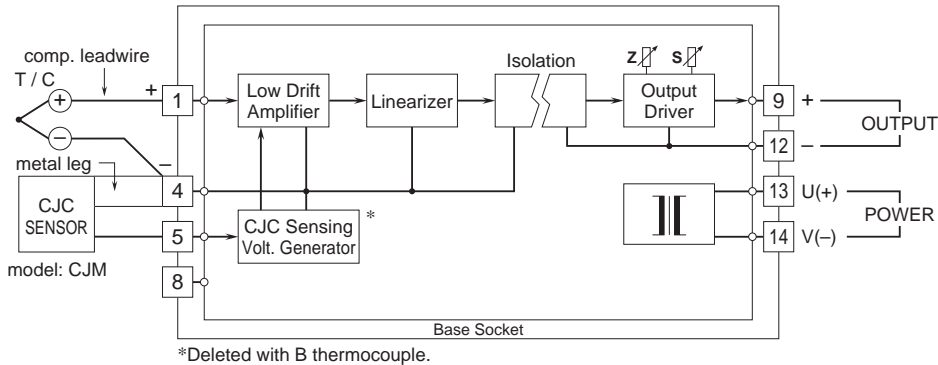 comp. leadwire
T / C
+
−
+
−
metal leg
CJC
SENSOR
model: CJM
1
4
5
8
Low Drift
Amplifier
Linearizer
Isolation
Z
S
Output
Driver
CJC Sensing
Volt. Generator
*
9
+
12
–
OUTPUT
13
U(+)
14
V(–)
POWER
Base Socket
*Deleted with B thermocouple.